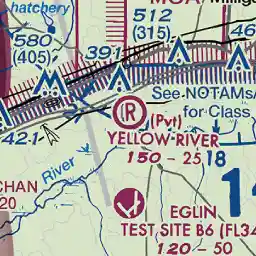 hatchery
MOA
512
(315)
580
(405)
391
46
See NOTAMs/
for Class
421
R
(Pvt)
YELLOW RIVER
150 - 25
18
River
CHAN
20
EGLIN
TEST SITE B6 (FL34
120 - 50